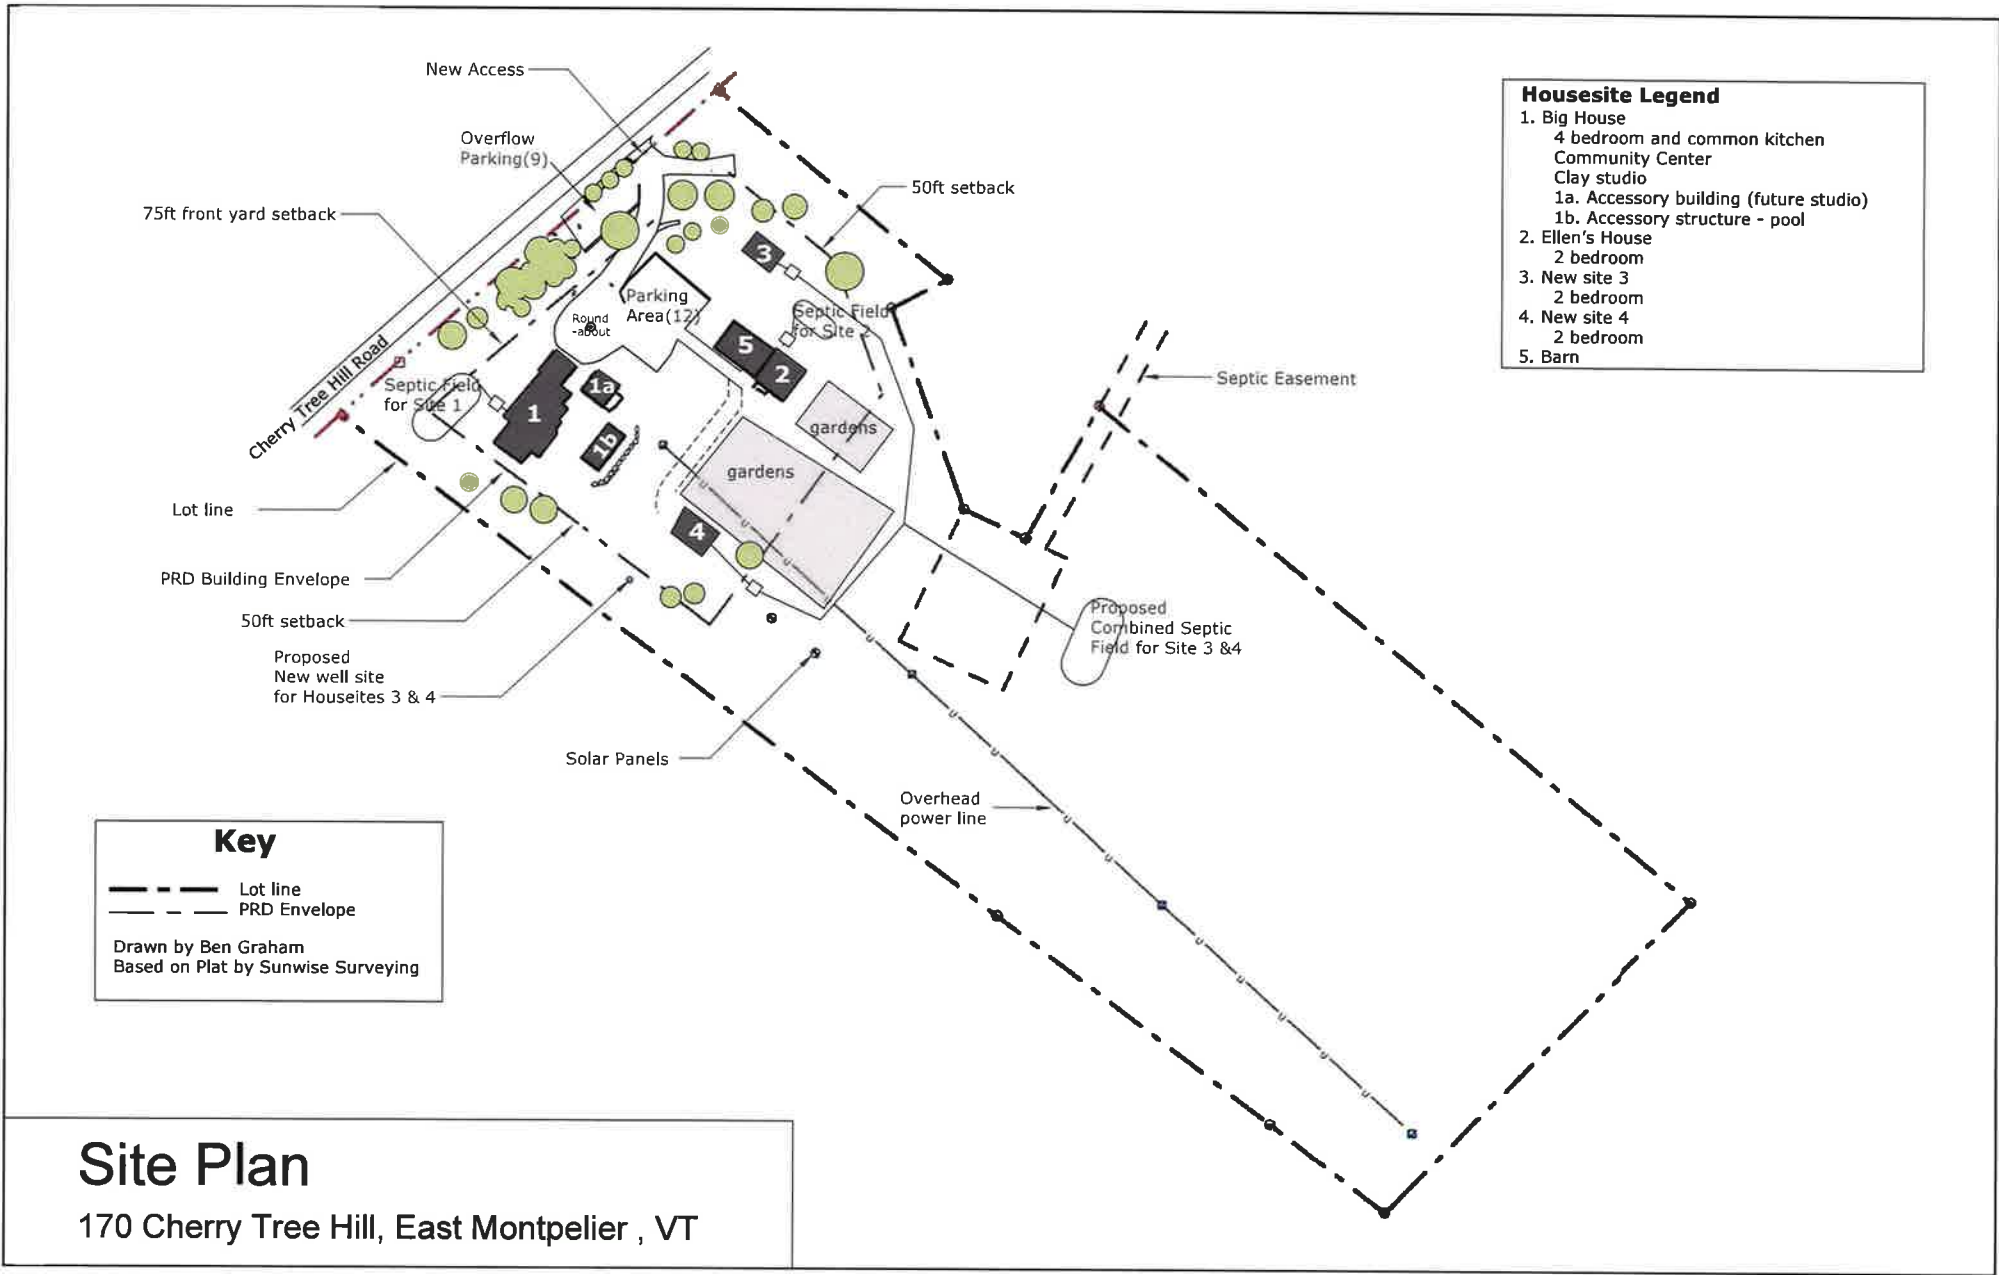 New Access
Overflow
Parking(9)
75ft front yard setback
50ft setback
Housesite Legend
1. Big House
4 bedroom and common kitchen
Community Center
Clay studio
1a. Accessory building (future studio)
1b. Accessory structure - pool
2. Ellen's House
2 bedroom
3. New site 3
2 bedroom
4. New site 4
2 bedroom
5. Barn
3
Parking
Area(12)
Round
-about
Septic Field
for Site 2
5
2
Cherry Tree Hill Road
Septic Field
for Site 1
1
1a
1b
gardens
gardens
4
Septic Easement
Lot line
PRD Building Envelope
50ft setback
Proposed
New well site
for Houseites 3 & 4
Proposed
Combined Septic
Field for Site 3 &4
Solar Panels
Overhead
power line
Key
Lot line
PRD Envelope
Drawn by Ben Graham
Based on Plat by Sunwise Surveying
Site Plan
170 Cherry Tree Hill, East Montpelier , VT